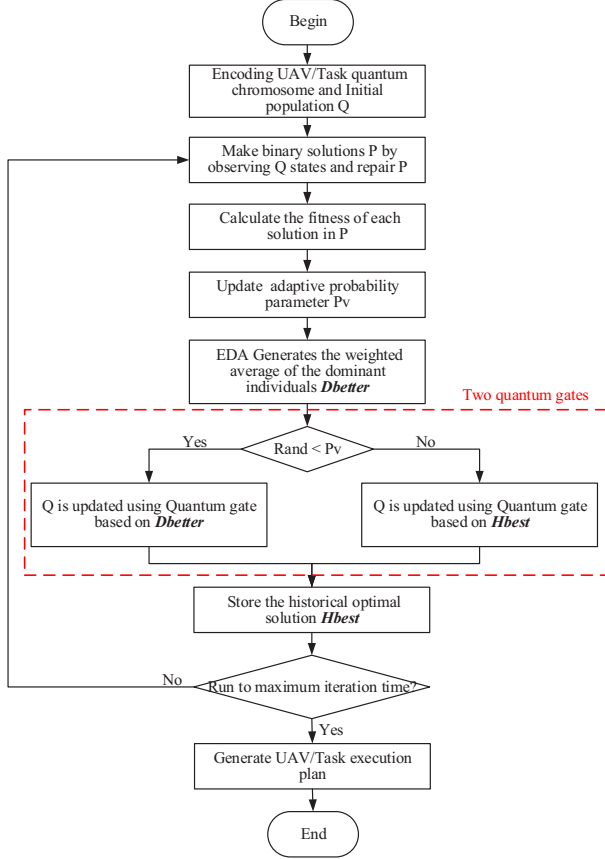 Begin
Encoding UAV/Task quantum
chromosome and Initial
population Q
Make binary solutions P by
observing Q states and repair P
Calculate the fitness of each
solution in P
Update adaptive probability
parameter Pv
EDA Generates the weighted
average of the dominant
individuals Dbetter
Two quantum gates
Yes
Rand < Pv
No
Q is updated using Quantum gate
based on Dbetter
Q is updated using Quantum gate
based on Hbest
Store the historical optimal
solution Hbest
No
Run to maximum iteration time?
Yes
Generate UAV/Task execution
plan
End